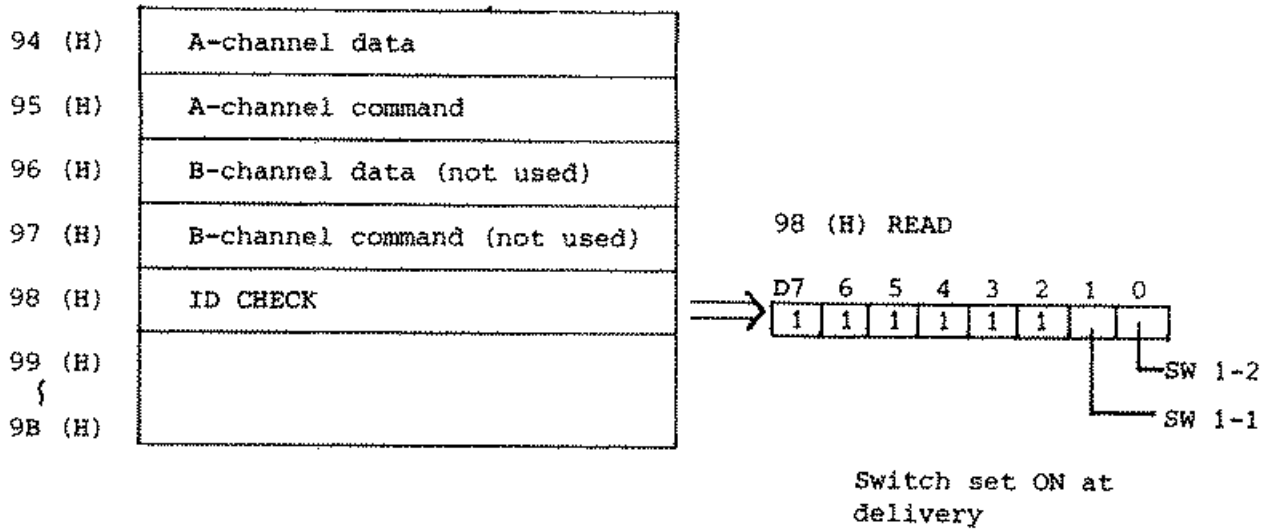 94 (H) A-channel data
95 (H) A-channel command
96 (H) B-channel data (not used)
97 (H) B-channel command (not used)
98 (H) ID CHECK
99 (H)
9B (H)
98 (H) READ
D7 6 5 4 3 2 1 0
1 1 1 1 1 1
SW 1-2
SW 1-1
Switch set ON at
delivery